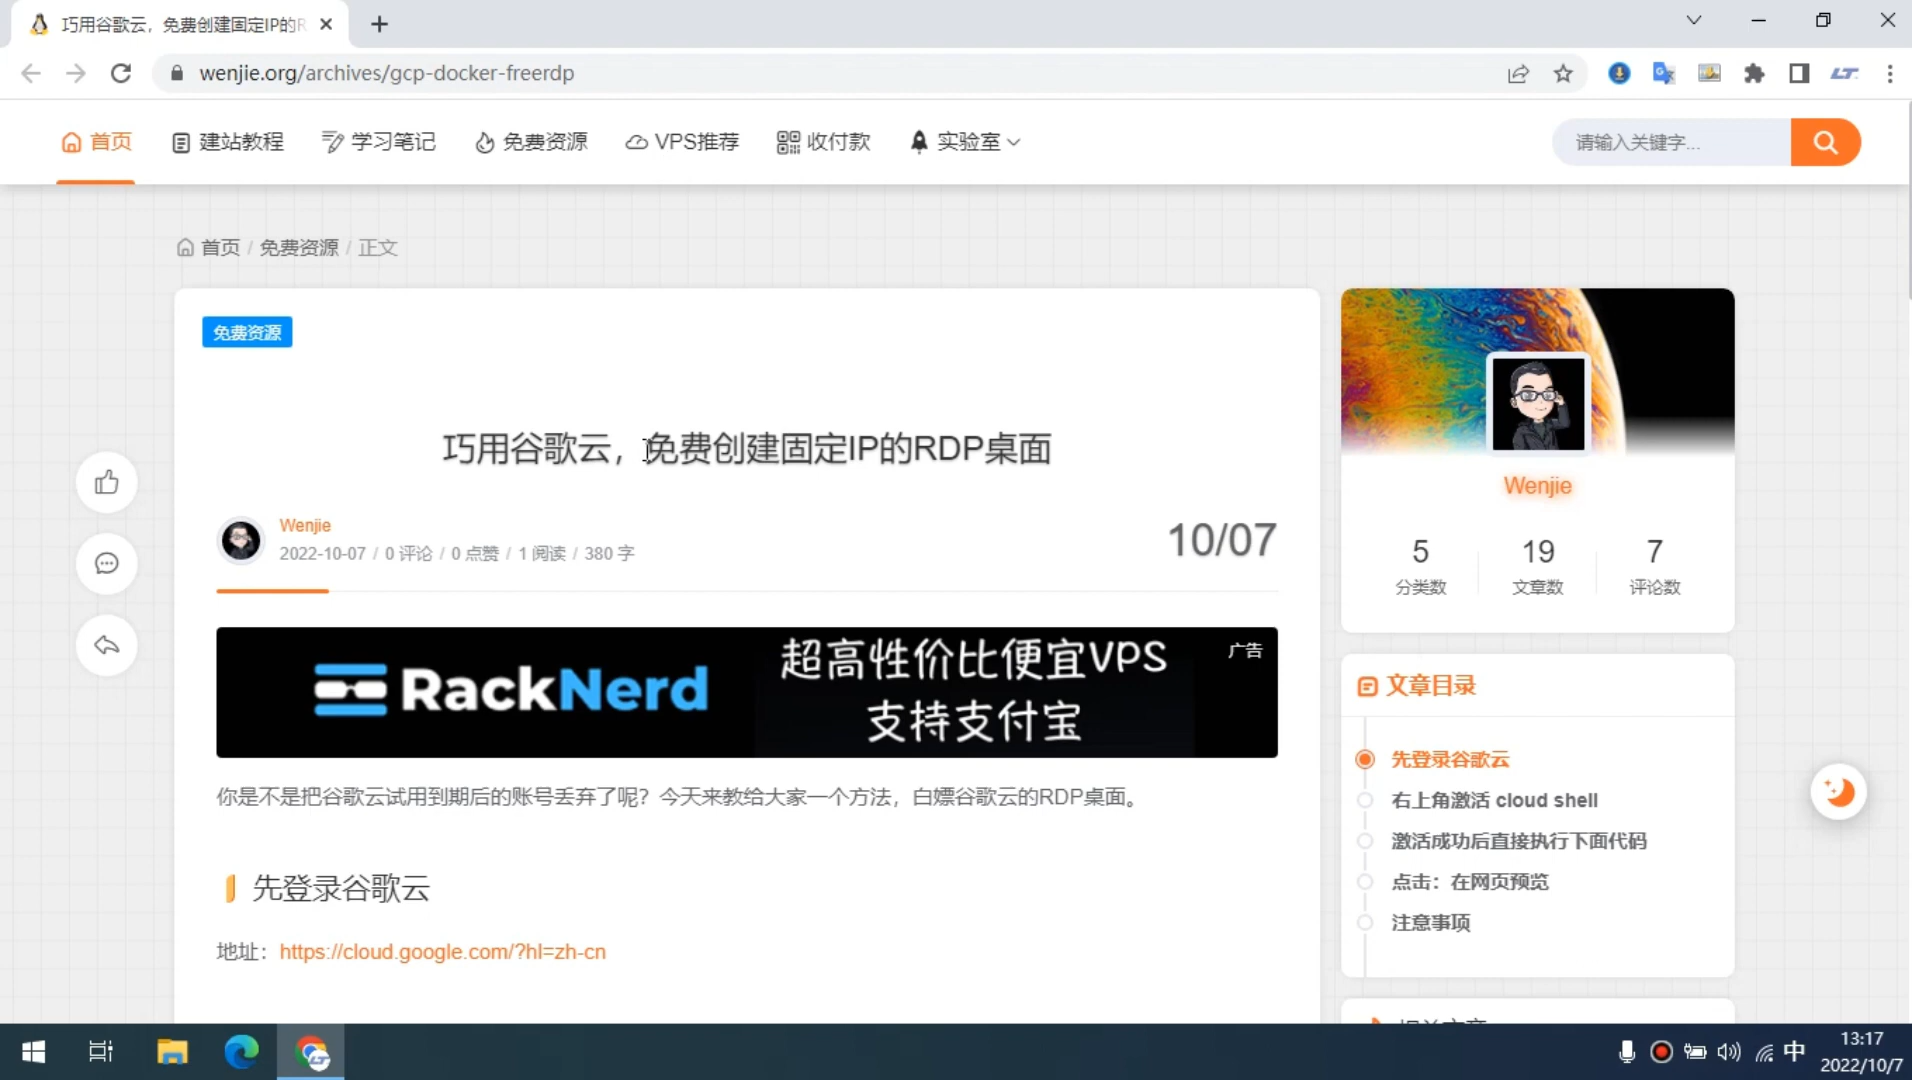 巧用谷歌云，免费创建固定IP的R
wenjie.org/archives/gcp-docker-freerdp
首页 建站教程 学习笔记 免费资源 VPS推荐 收付款 实验室
请输入关键字...
首页 / 免费资源 / 正文
免费资源
巧用谷歌云，免费创建固定IP的RDP桌面
Wenjie
2022-10-07 / 0 评论 / 0 点赞 / 1 阅读 / 380 字
10/07
RackNerd
超高性价比便宜VPS
支持支付宝
广告
你是不是把谷歌云试用到期后的账号丢弃了呢？今天来教给大家一个方法，白嫖谷歌云的RDP桌面。
先登录谷歌云
地址：https://cloud.google.com/?hl=zh-cn
Wenjie
5 19 7
分类数 文章数 评论数
文章目录
先登录谷歌云
右上角激活 cloud shell
激活成功后直接执行下面代码
点击：在网页预览
注意事项
中
13:17
2022/10/7